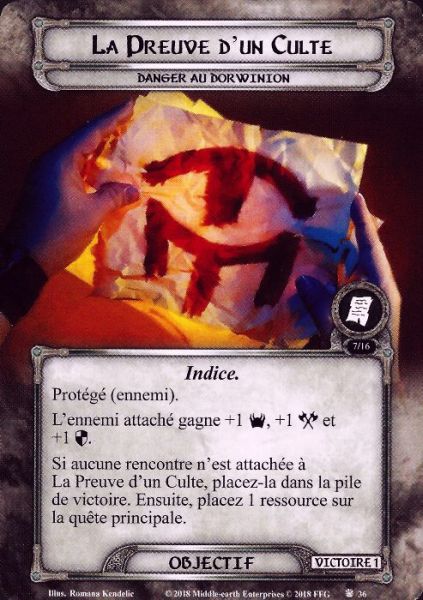 La Preuve d'un Culte
DANGER AU DORWINION
7/16
Indice.
Protégé (ennemi).
L'ennemi attaché gagne +1 , +1 et
+1 .
Si aucune rencontre n'est attachée à
La Preuve d'un Culte, placez-la dans la pile
de victoire. Ensuite, placez 1 ressource sur
la quête principale.
OBJECTIF
VICTOIRE 1
Illus. Romana Kendelic
© 2018 Middle-earth Enterprises © 2018 FFG
36